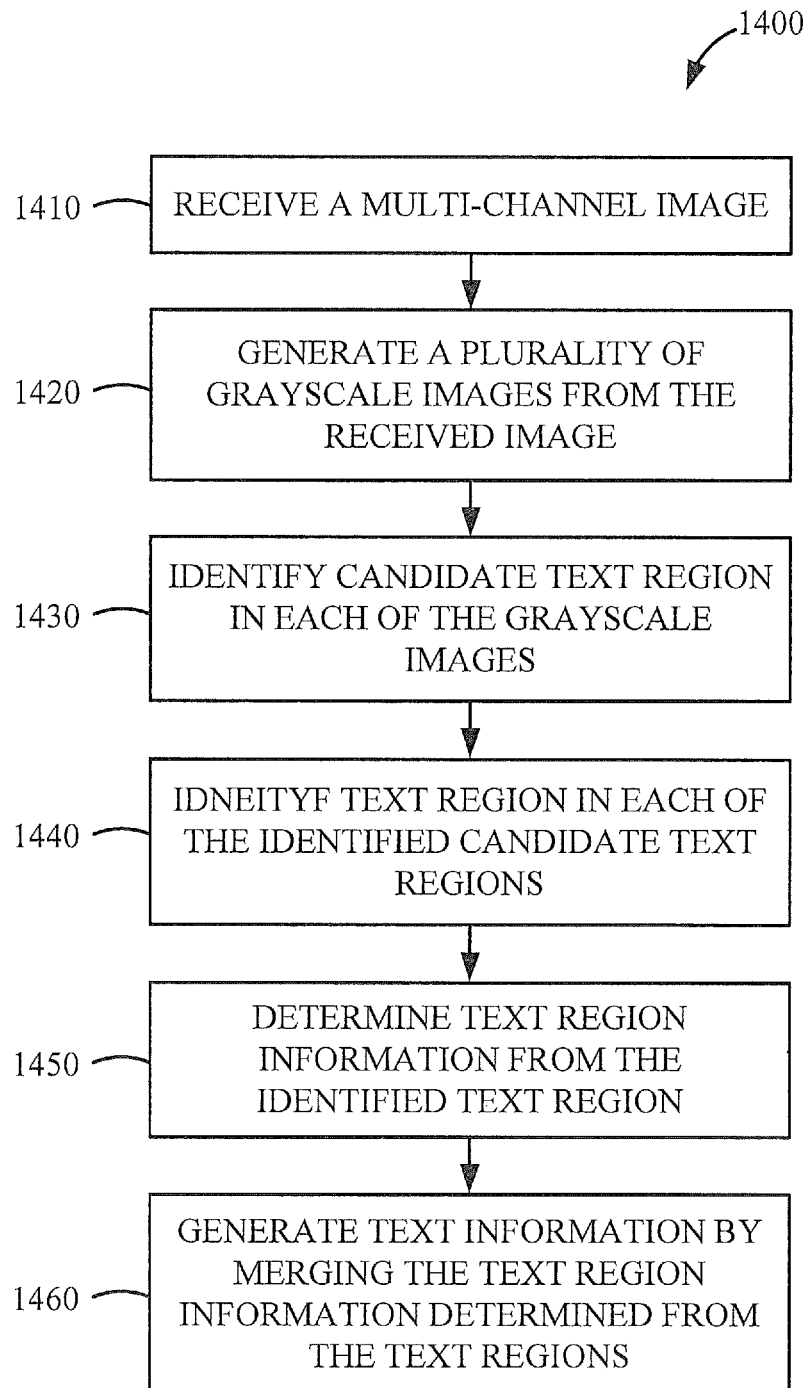 1400
1410
RECEIVE A MULTI-CHANNEL IMAGE
1420
GENERATE A PLURALITY OF
GRAYSCALE IMAGES FROM THE
RECEIVED IMAGE
1430
IDENTIFY CANDIDATE TEXT REGION
IN EACH OF THE GRAYSCALE
IMAGES
1440
IDNEITYF TEXT REGION IN EACH OF
THE IDENTIFIED CANDIDATE TEXT
REGIONS
1450
DETERMINE TEXT REGION
INFORMATION FROM THE
IDENTIFIED TEXT REGION
1460
GENERATE TEXT INFORMATION BY
MERGING THE TEXT REGION
INFORMATION DETERMINED FROM
THE TEXT REGIONS